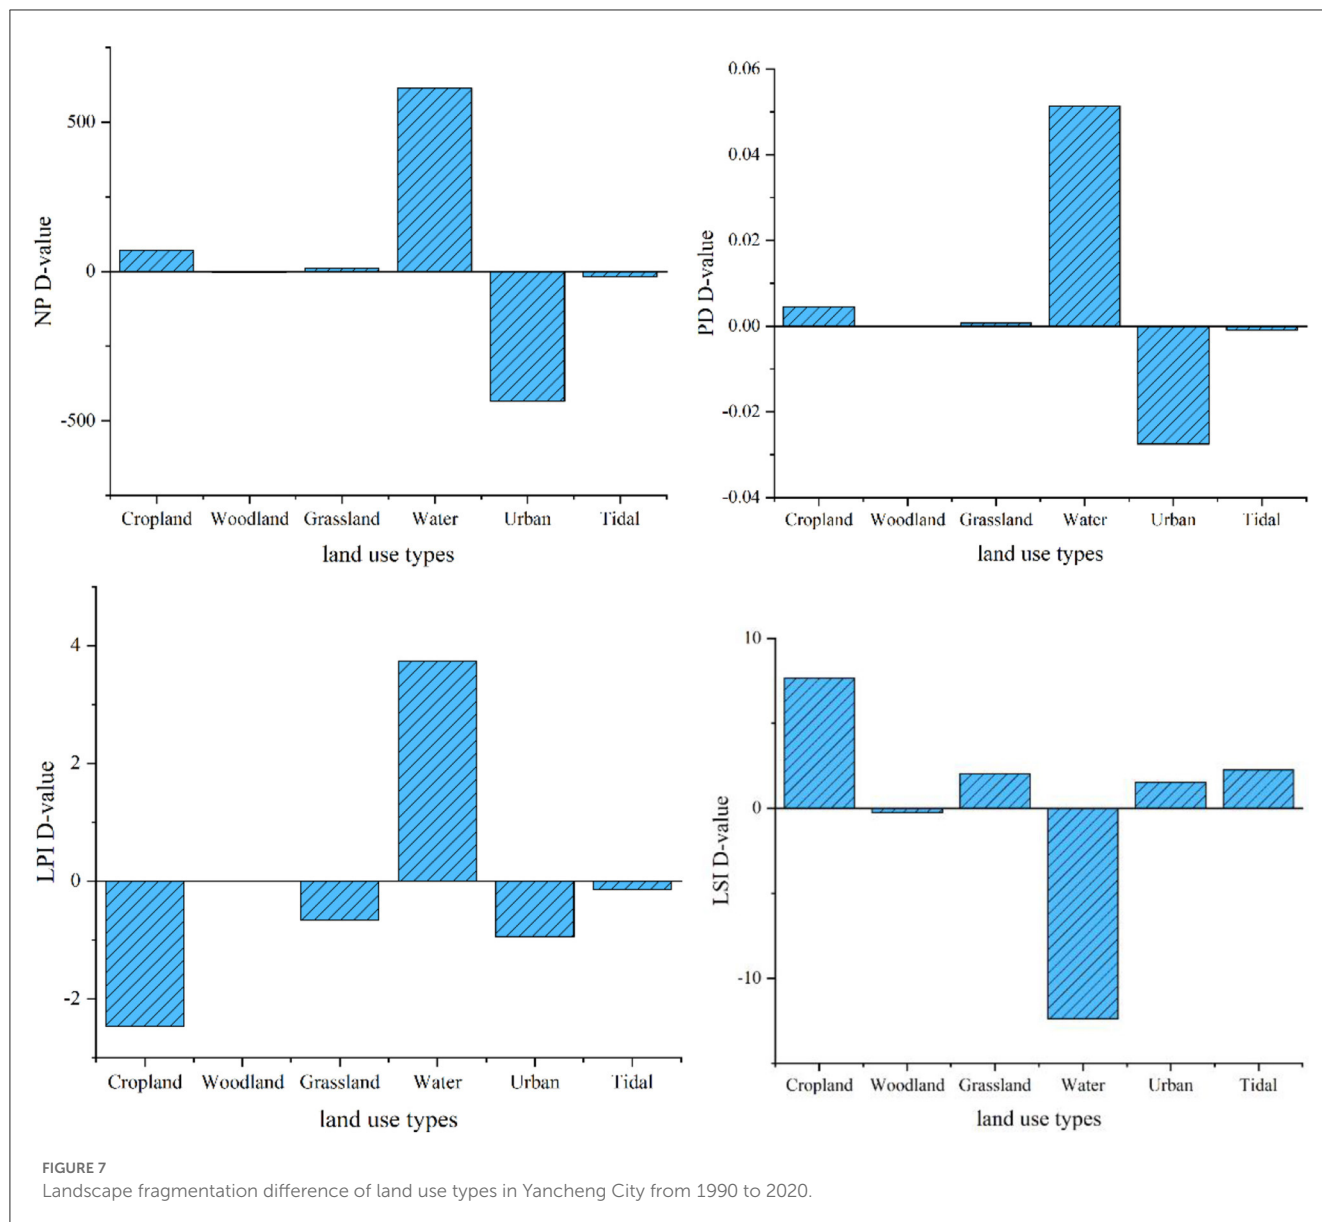 500
0
-500
NP D-value
Cropland Woodland Grassland Water Urban Tidal
land use types
0.06
0.04
0.02
0.00
-0.02
-0.04
PD D-value
Cropland Woodland Grassland Water Urban Tidal
land use types
4
2
0
-2
LPI D-value
Cropland Woodland Grassland Water Urban Tidal
land use types
10
0
-10
LSI D-value
Cropland Woodland Grassland Water Urban Tidal
land use types
FIGURE 7
Landscape fragmentation difference of land use types in Yancheng City from 1990 to 2020.